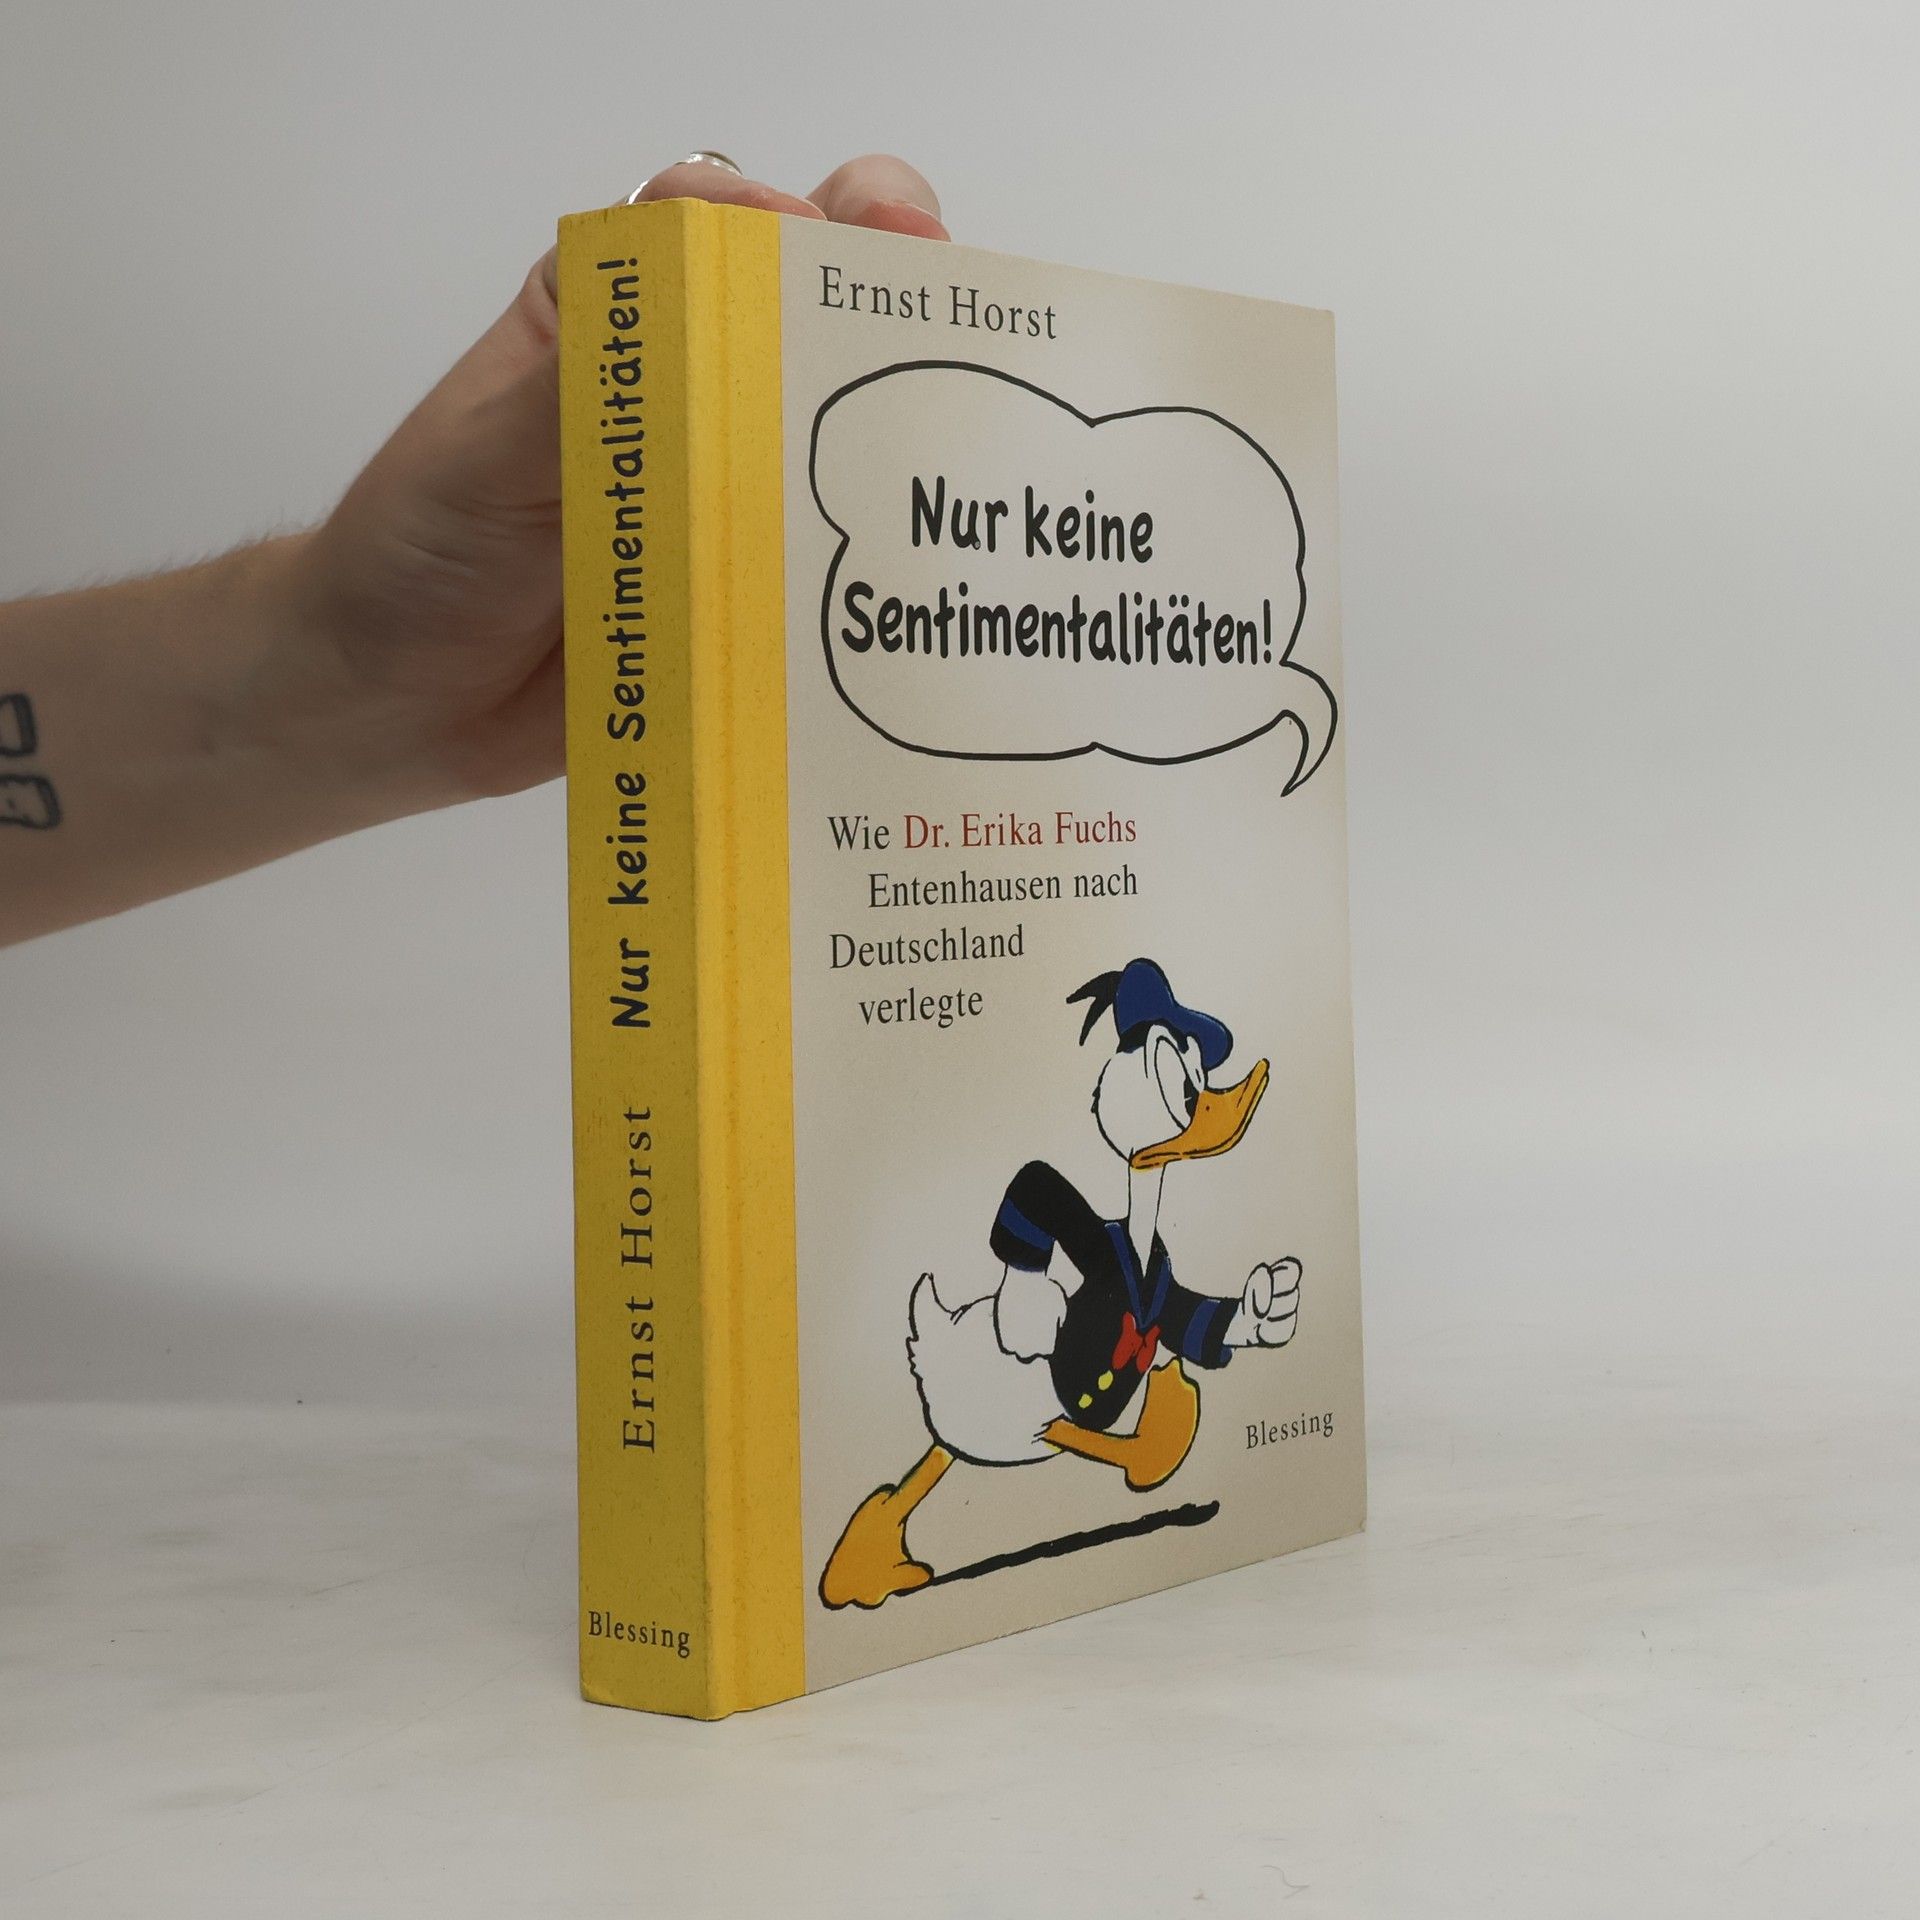 Ernst Horst Nur keine Sentimentalitäten!
Blessing
Ernst Horst
Nur keine
Sentimentalitäten!
Wie Dr. Erika Fuchs
Entenhausen nach
Deutschland
verlegte
Blessing